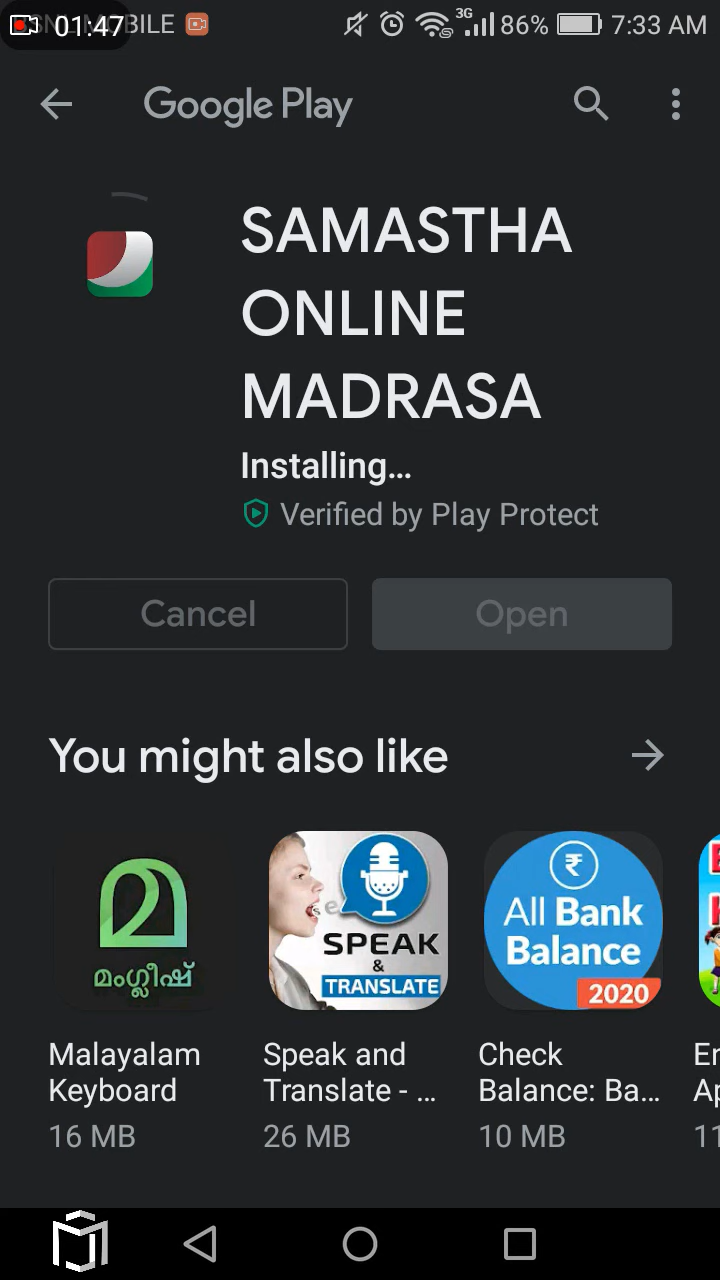 01:47
BILE
3G
86%
7:33 AM
Google Play
SAMASTHA
ONLINE
MADRASA
Installing...
Verified by Play Protect
Cancel
Open
You might also like
മ
മംഗ്ലീഷ്
SPEAK
&
TRANSLATE
₹
All Bank
Balance
2020
Malayalam
Keyboard
16 MB
Speak and
Translate - ...
26 MB
Check
Balance: Ba...
10 MB